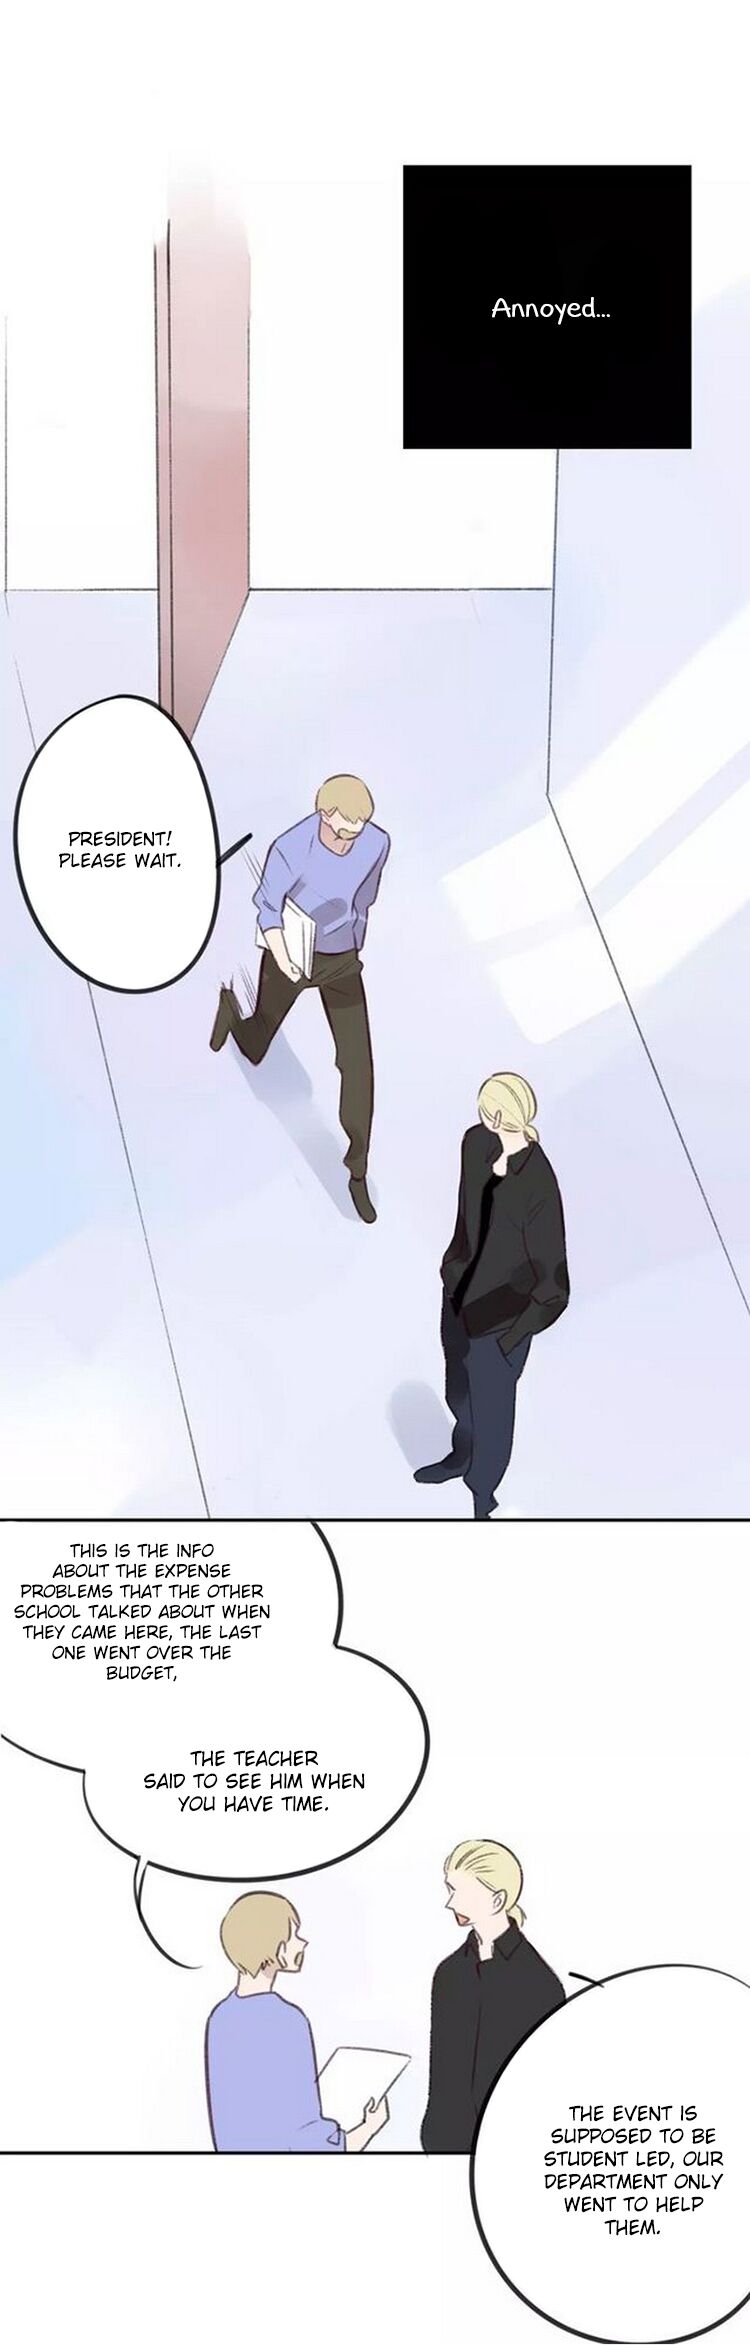 Annoyed...
PRESIDENT!
PLEASE WAIT.
THIS IS THE INFO
ABOUT THE EXPENSE
PROBLEMS THAT THE OTHER
SCHOOL TALKED ABOUT WHEN
THEY CAME HERE, THE LAST
ONE WENT OVER THE
BUDGET,
THE TEACHER
SAID TO SEE HIM WHEN
YOU HAVE TIME.
THE EVENT IS
SUPPOSED TO BE
STUDENT LED, OUR
DEPARTMENT ONLY
WENT TO HELP
THEM.